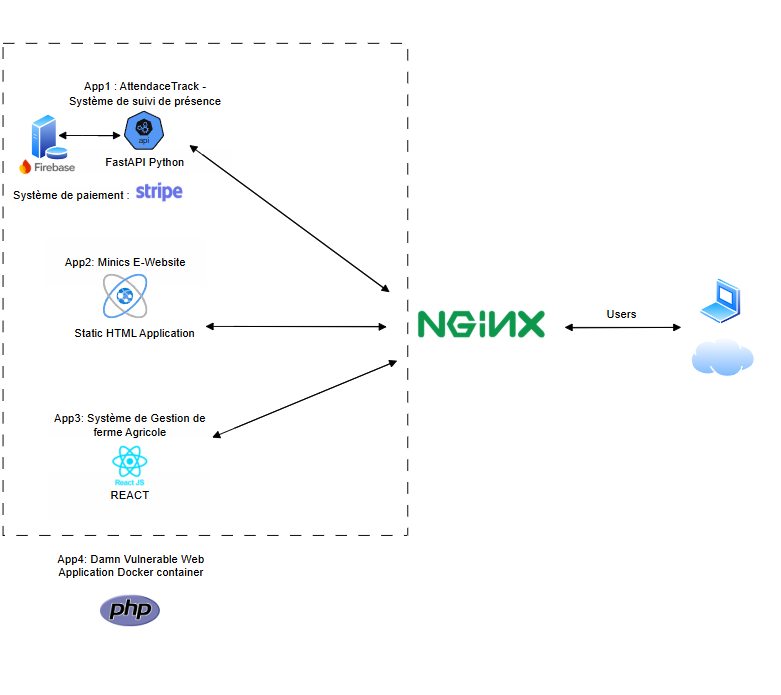 App1 : AttendaceTrack -
Système de suivi de présence
api
Firebase
FastAPI Python
Système de paiement : stripe
App2: Minics E-Website
Static HTML Application
NGINX
Users
App3: Système de Gestion de
ferme Agricole
React JS
REACT
App4: Damn Vulnerable Web
Application Docker container
php